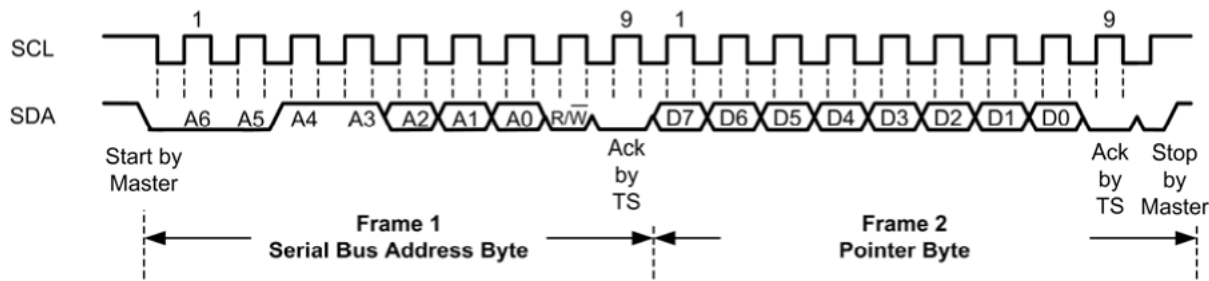 1 9 1 9
SCL
SDA A6 A5 A4 A3 A2 A1 A0 R/W̅ D7 D6 D5 D4 D3 D2 D1 D0
Start by
Master
Ack
by
TS
Ack
by
TS
Stop
by
Master
Frame 1
Serial Bus Address Byte
Frame 2
Pointer Byte